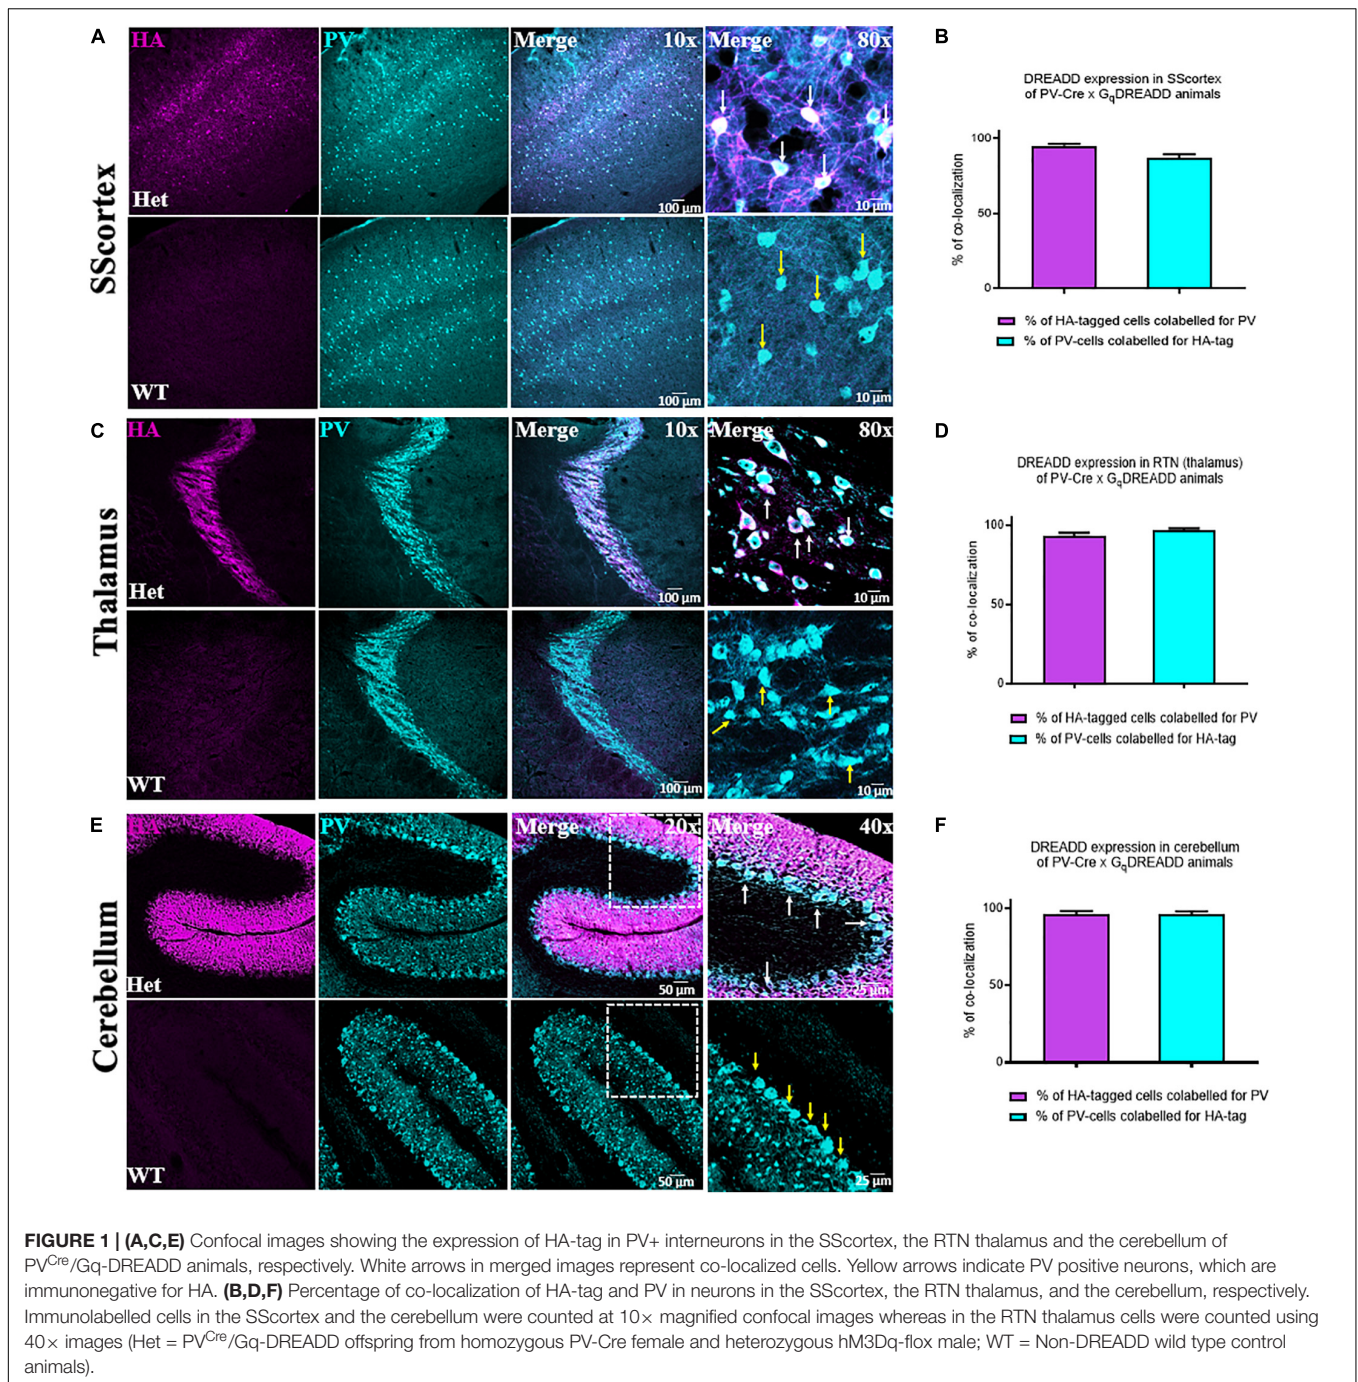 A
HA
PV
Merge 10x
Merge 80x
Het
100 µm
10 µm
SScortex
WT
100 µm
10 µm
B
DREADD expression in SScortex
of PV-Cre x GqDREADD animals
% of co-localization
100
50
0
% of HA-tagged cells colabelled for PV
% of PV-cells colabelled for HA-tag
C
HA
PV
Merge 10x
Merge 80x
Het
100 µm
10 µm
Thalamus
WT
100 µm
10 µm
D
DREADD expression in RTN (thalamus)
of PV-Cre x GqDREADD animals
% of co-localization
100
50
0
% of HA-tagged cells colabelled for PV
% of PV-cells colabelled for HA-tag
E
HA
PV
Merge 20x
Merge 40x
Het
50 µm
25 µm
Cerebellum
WT
50 µm
25 µm
F
DREADD expression in cerebellum
of PV-Cre x GqDREADD animals
% of co-localization
100
50
0
% of HA-tagged cells colabelled for PV
% of PV-cells colabelled for HA-tag
FIGURE 1 | (A,C,E) Confocal images showing the expression of HA-tag in PV+ interneurons in the SScortex, the RTN thalamus and the cerebellum of
PVCre/Gq-DREADD animals, respectively. White arrows in merged images represent co-localized cells. Yellow arrows indicate PV positive neurons, which are
immunonegative for HA. (B,D,F) Percentage of co-localization of HA-tag and PV in neurons in the SScortex, the RTN thalamus, and the cerebellum, respectively.
Immunolabelled cells in the SScortex and the cerebellum were counted at 10× magnified confocal images whereas in the RTN thalamus cells were counted using
40× images (Het = PVCre/Gq-DREADD offspring from homozygous PV-Cre female and heterozygous hM3Dq-flox male; WT = Non-DREADD wild type control
animals).